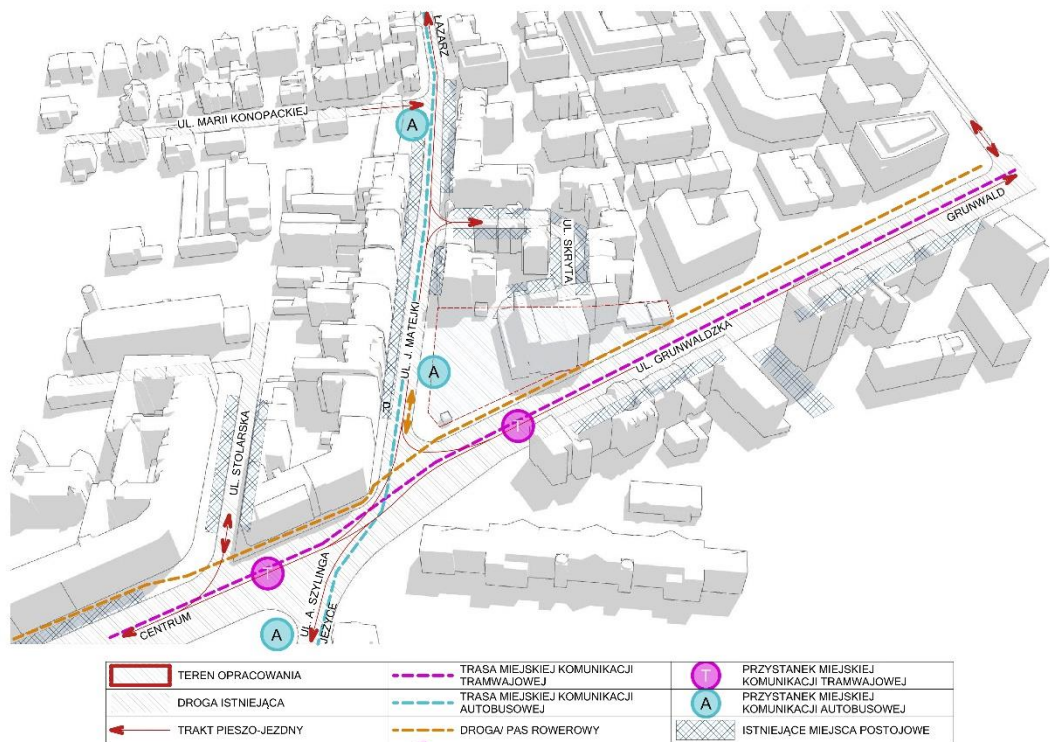 ŁAZARZ
UL. MARII KONOPACKIEJ
A
GRUNWALD
UL. SKRYTA
UL. J. MATEJKI
A
UL. GRUNWALDZKA
P
T
UL. STOLARSKA
T
UL. A. SZYLINGA
JEŻYCE
CENTRUM
A
TEREN OPRACOWANIA
TRASA MIEJSKIEJ KOMUNIKACJI
TRAMWAJOWEJ
T
PRZYSTANEK MIEJSKIEJ
KOMUNIKACJI TRAMWAJOWEJ
DROGA ISTNIEJĄCA
TRASA MIEJSKIEJ KOMUNIKACJI
AUTOBUSOWEJ
A
PRZYSTANEK MIEJSKIEJ
KOMUNIKACJI AUTOBUSOWEJ
TRAKT PIESZO-JEZDNY
DROGA/ PAS ROWEROWY
ISTNIEJĄCE MIEJSCA POSTOJOWE